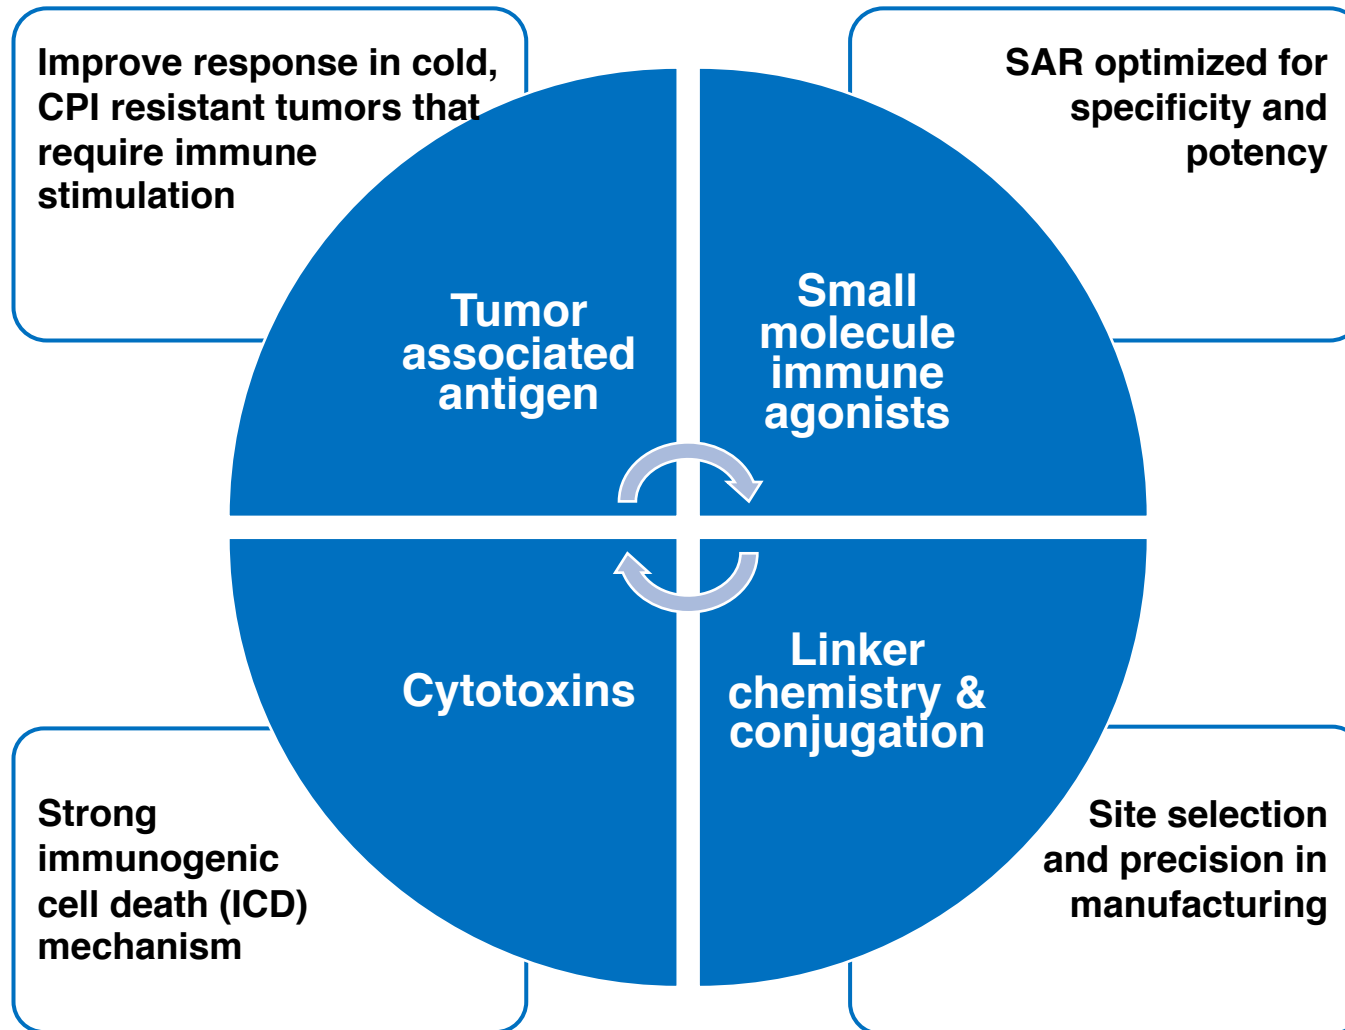 Improve response in cold,
CPI resistant tumors that
require immune
stimulation
SAR optimized for
specificity and
potency
Tumor
associated
antigen
Small
molecule
immune
agonists
Cytotoxins
Linker
chemistry &
conjugation
Strong
immunogenic
cell death (ICD)
mechanism
Site selection
and precision in
manufacturing